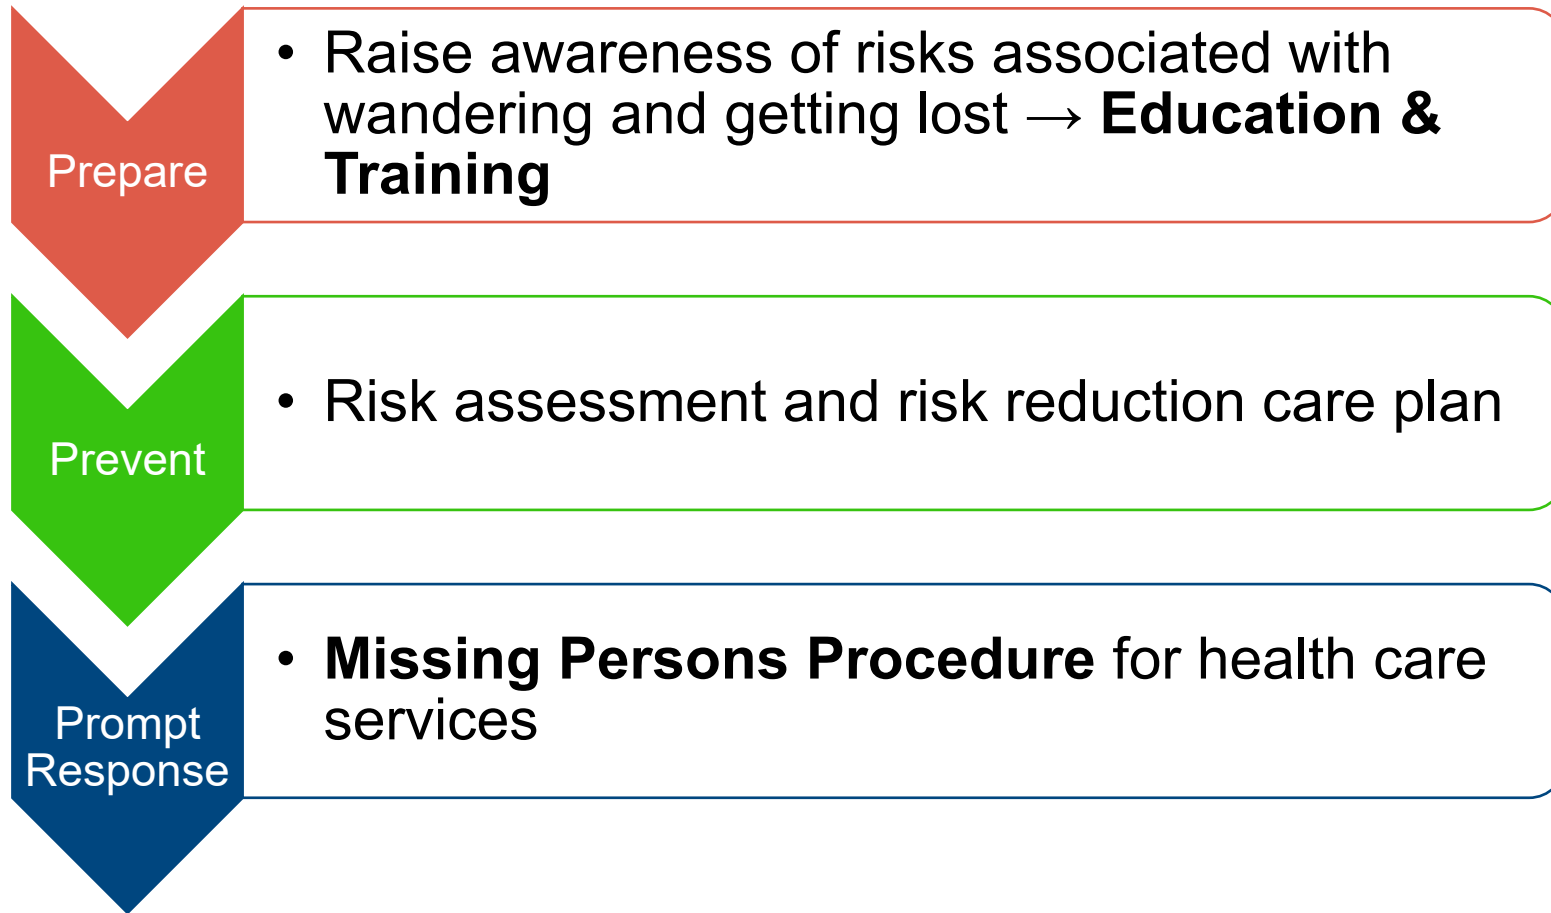 Prepare
• Raise awareness of risks associated with
wandering and getting lost → Education &
Training
Prevent
• Risk assessment and risk reduction care plan
Prompt
Response
• Missing Persons Procedure for health care
services